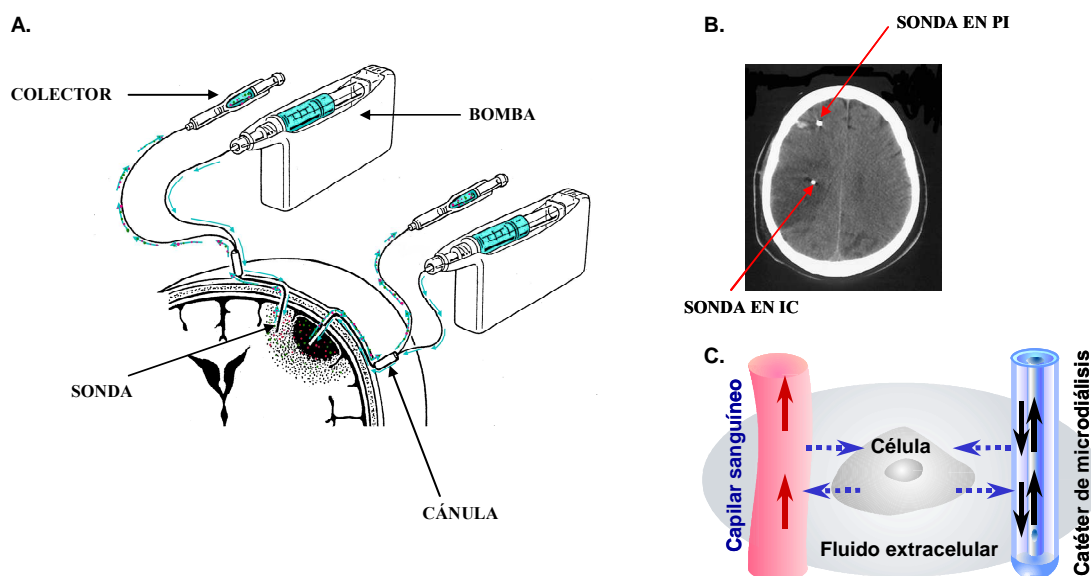 A.
COLECTOR
BOMBA
SONDA
CÁNULA
B.
SONDA EN PI
SONDA EN IC
C.
Capilar sanguíneo
Célula
Fluido extracelular
Catéter de microdiálisis